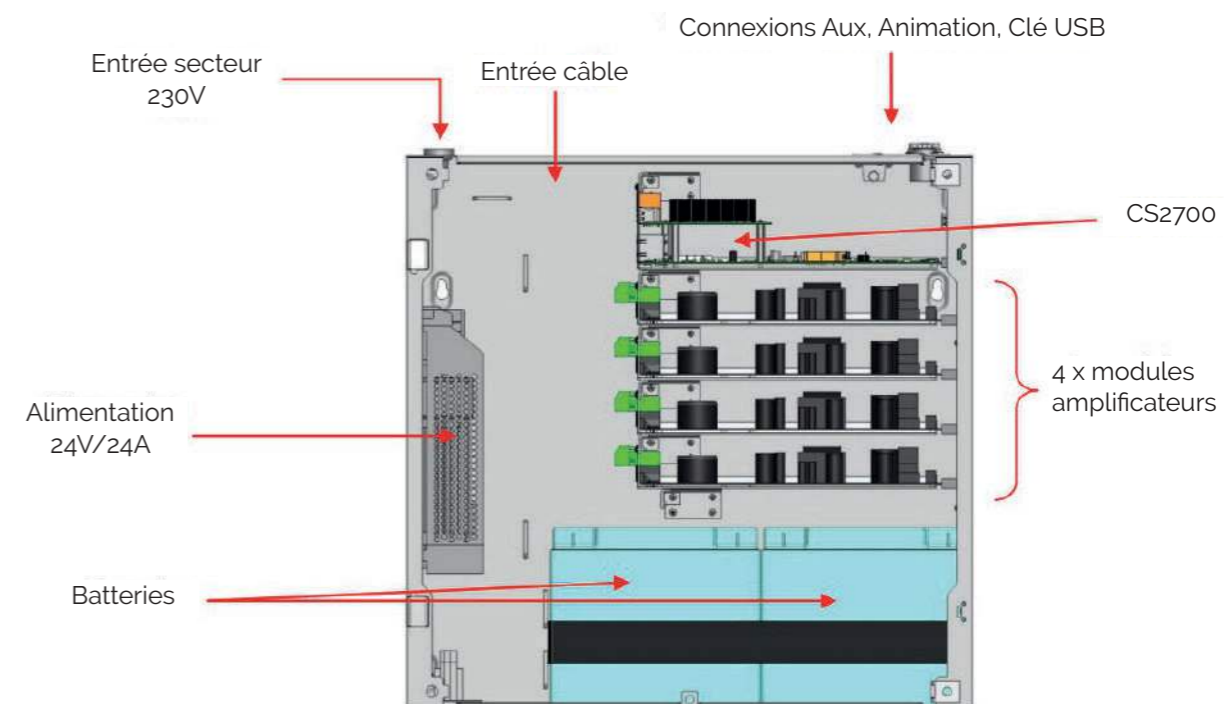 Connexions Aux, Animation, Clé USB
Entrée secteur
230V
Entrée câble
CS2700
4 x modules
amplificateurs
Alimentation
24V/24A
Batteries